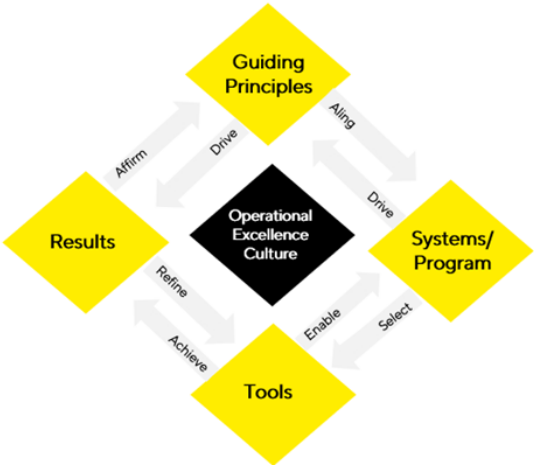 Guiding
Principles
Affirm
Drive
Aling
Drive
Operational
Excellence
Culture
Results
Systems/
Program
Refine
Enable
Select
Achieve
Tools